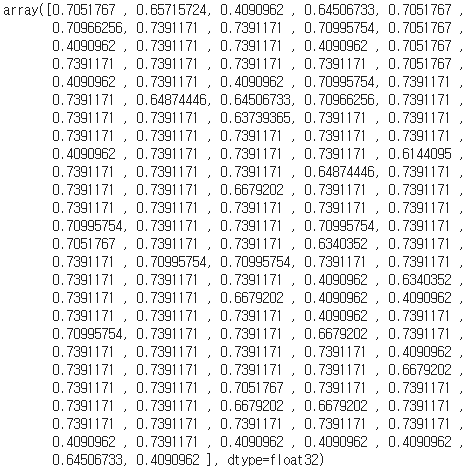 array([0.7051767 , 0.65715724, 0.4090962 , 0.64506733, 0.7051767 ,
0.70966256, 0.7391171 , 0.7391171 , 0.70995754, 0.7391171 ,
0.4090962 , 0.7391171 , 0.7391171 , 0.4090962 , 0.7051767 ,
0.7391171 , 0.7391171 , 0.7391171 , 0.7391171 , 0.7051767 ,
0.4090962 , 0.7391171 , 0.4090962 , 0.70995754, 0.7391171 ,
0.7391171 , 0.64874446, 0.64506733, 0.70966256, 0.7391171 ,
0.7391171 , 0.7391171 , 0.63739365, 0.7391171 , 0.7391171 ,
0.7391171 , 0.7391171 , 0.7391171 , 0.7391171 , 0.7391171 ,
0.4090962 , 0.7391171 , 0.7391171 , 0.7391171 , 0.6144095 ,
0.7391171 , 0.7391171 , 0.7391171 , 0.64874446, 0.7391171 ,
0.7391171 , 0.7391171 , 0.6679202 , 0.7391171 , 0.7391171 ,
0.7391171 , 0.7391171 , 0.7391171 , 0.7391171 , 0.7391171 ,
0.70995754, 0.7391171 , 0.7391171 , 0.70995754, 0.7391171 ,
0.7051767 , 0.7391171 , 0.7391171 , 0.6340352 , 0.7391171 ,
0.7391171 , 0.70995754, 0.70995754, 0.7391171 , 0.7391171 ,
0.7391171 , 0.7391171 , 0.7391171 , 0.4090962 , 0.6340352 ,
0.7391171 , 0.7391171 , 0.6679202 , 0.4090962 , 0.4090962 ,
0.7391171 , 0.7391171 , 0.7391171 , 0.4090962 , 0.7391171 ,
0.70995754, 0.7391171 , 0.7391171 , 0.6679202 , 0.7391171 ,
0.7391171 , 0.7391171 , 0.7391171 , 0.7391171 , 0.4090962 ,
0.7391171 , 0.7391171 , 0.7391171 , 0.7391171 , 0.6679202 ,
0.7391171 , 0.7391171 , 0.7051767 , 0.7391171 , 0.7391171 ,
0.7391171 , 0.7391171 , 0.6679202 , 0.6679202 , 0.7391171 ,
0.7391171 , 0.7391171 , 0.7391171 , 0.7391171 , 0.7391171 ,
0.4090962 , 0.4090962 , 0.4090962 , 0.4090962 , 0.4090962 ,
0.64506733, 0.4090962 ], dtype=float32)